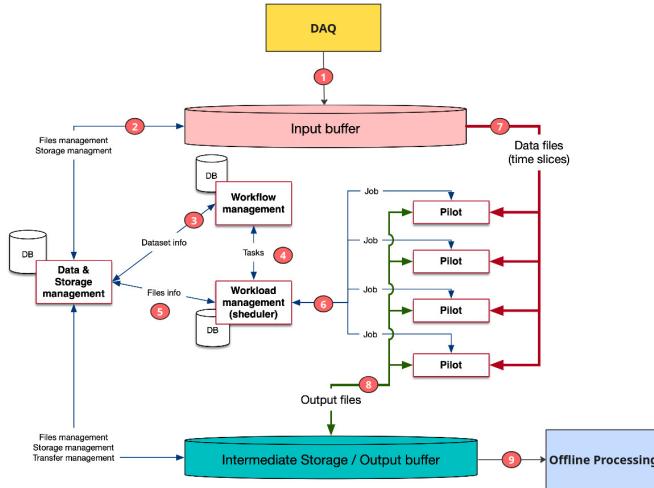 DAQ
1
2
Input buffer
7
Files management
Storage managment
Data files
(time slices)
DB
Workflow
management
Job
Pilot
3
Dataset info
Tasks
4
Job
Pilot
DB
Data &
Storage
management
Files info
5
Workload
management
(sheduler)
DB
6
Job
Pilot
Job
Pilot
8
Output files
Files management
Storage management
Transfer management
Intermediate Storage / Output buffer
9
Offline Processing